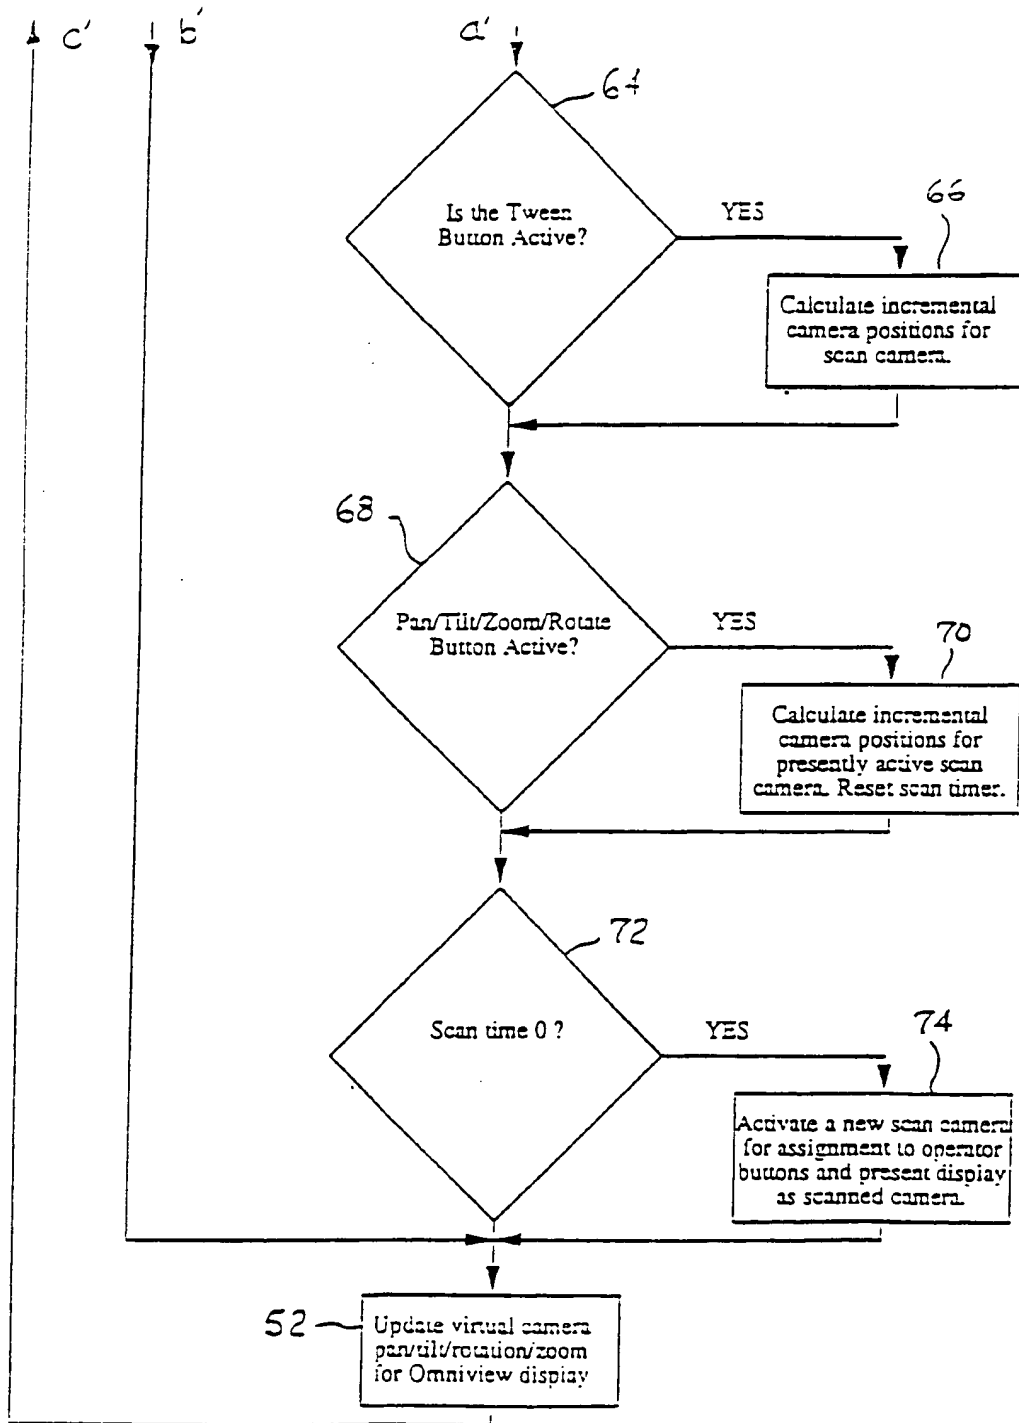 c' b' a'
64
Is the Tween
Button Active?
YES
66
Calculate incremental
camera positions for
scan camera.
68
Pan/Tilt/Zoom/Rotate
Button Active?
YES
70
Calculate incremental
camera positions for
presently active scan
camera. Reset scan timer.
72
Scan time 0 ?
YES
74
Activate a new scan camera
for assignment to operator
buttons and present display
as scanned camera.
52
Update virtual camera
pan/tilt/rotation/zoom
for Omniview display